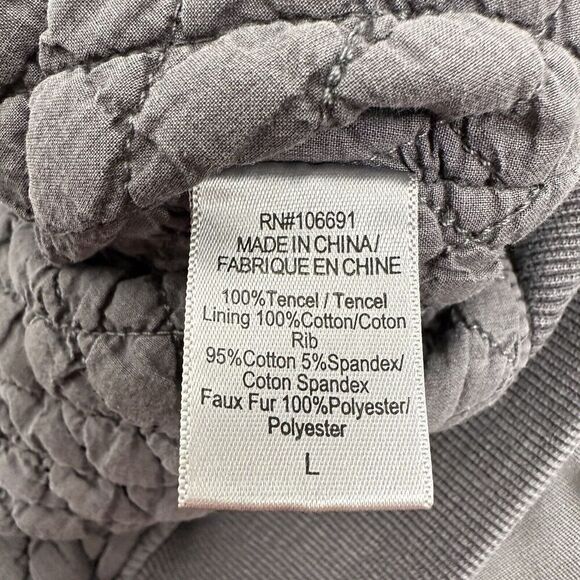 RN#106691
MADE IN CHINA/
FABRIQUE EN CHINE
100%Tencel / Tencel
Lining 100%Cotton/Coton
Rib
95%Cotton 5%Spandex/
Coton Spandex
Faux Fur 100%Polyester/
Polyester
L